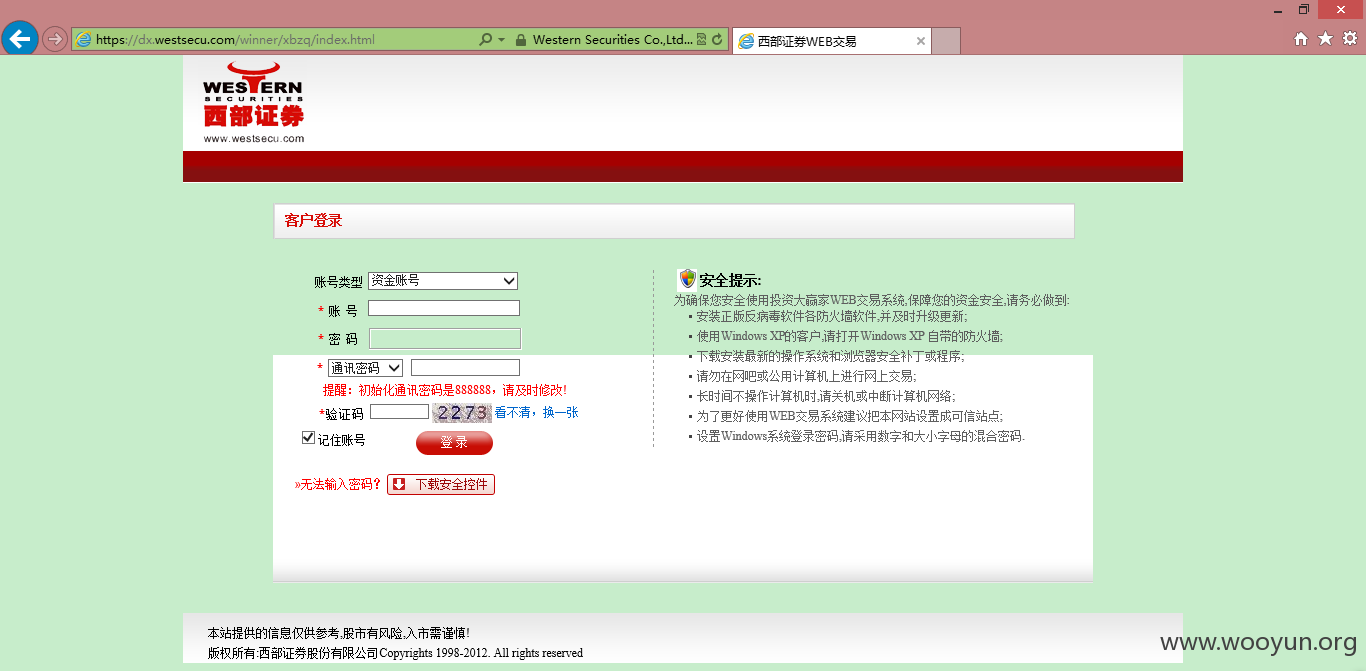 https://dx.westsecu.com/winner/xbzq/index.html
Western Securities Co.,Ltd...
西部证券WEB交易
WESTERN
SECURITIES
西部证券
www.westsecu.com
客户登录
账号类型 资金账号
* 账 号
* 密 码
* 通讯密码
提醒：初始化通讯密码是888888，请及时修改!
*验证码 2273 看不清，换一张
记住账号
登 录
»无法输入密码？ 下载安全控件
安全提示:
为确保您安全使用投资大赢家WEB交易系统,保障您的资金安全,请务必做到:
▪ 安装正版反病毒软件各防火墙软件,并及时升级更新;
▪ 使用Windows XP的客户,请打开Windows XP 自带的防火墙;
▪ 下载安装最新的操作系统和浏览器安全补丁或程序;
▪ 请勿在网吧或公用计算机上进行网上交易;
▪ 长时间不操作计算机时,请关机或中断计算机网络;
▪ 为了更好使用WEB交易系统建议把本网站设置成可信站点;
▪ 设置Windows系统登录密码,请采用数字和大小字母的混合密码.
本站提供的信息仅供参考,股市有风险,入市需谨慎!
版权所有:西部证券股份有限公司Copyrights 1998-2012. All rights reserved
www.wooyun.org